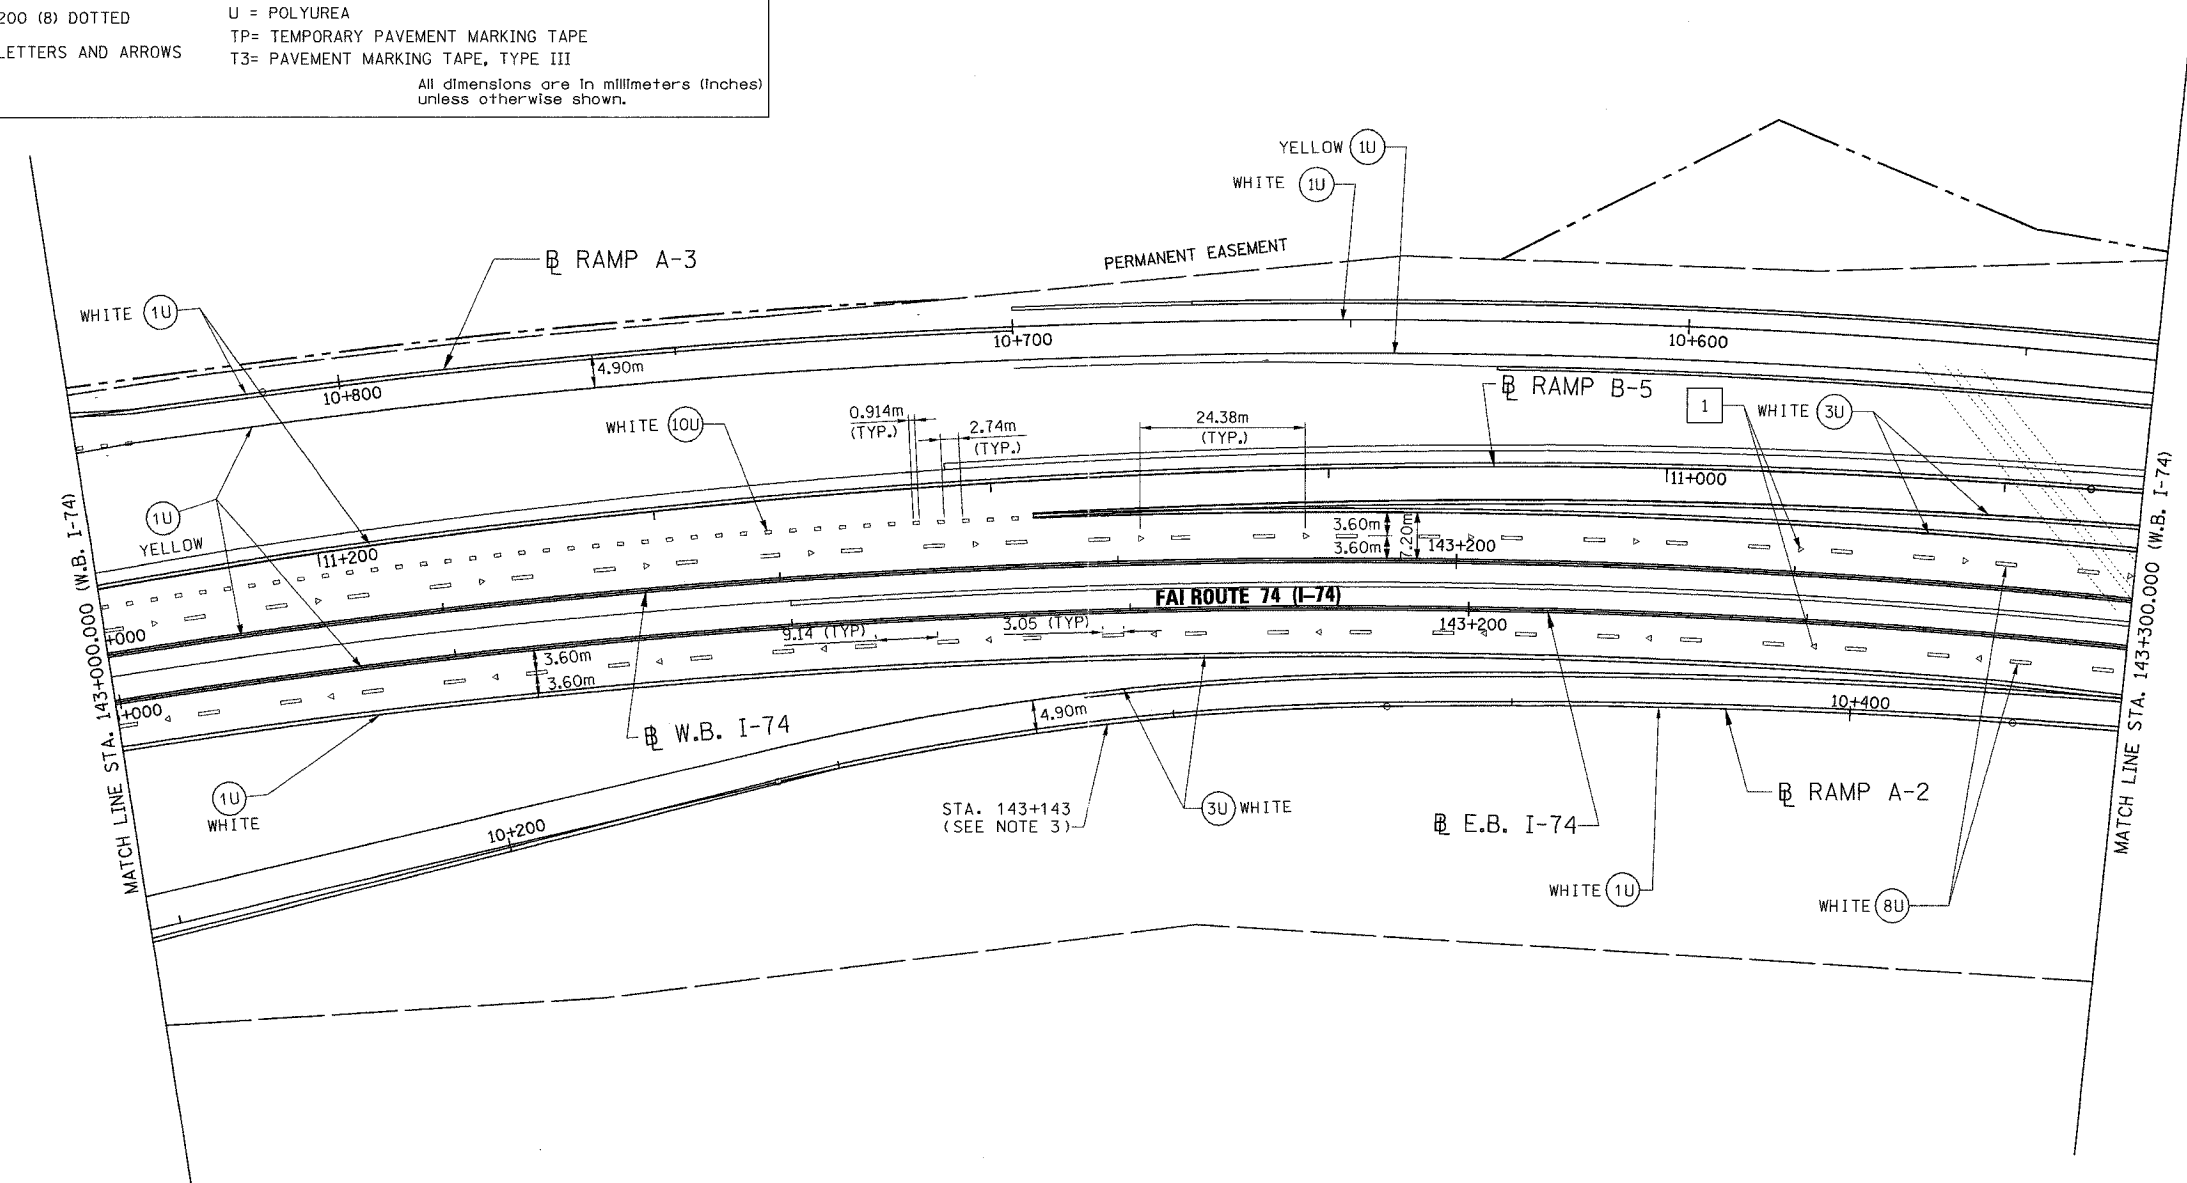 200 (8) DOTTED
LETTERS AND ARROWS
U = POLYUREA
TP= TEMPORARY PAVEMENT MARKING TAPE
T3= PAVEMENT MARKING TAPE, TYPE III
All dimensions are in millimeters (inches)
unless otherwise shown.
YELLOW 1U
WHITE 1U
PERMANENT EASEMENT
℄ RAMP A-3
WHITE 1U
10+700
10+600
4.90m
10+800
℄ RAMP B-5
WHITE 10U
0.914m
(TYP.)
2.74m
(TYP.)
24.38m
(TYP.)
1
WHITE 3U
11+000
1U
YELLOW
11+200
3.60m
3.60m
7.20m
143+200
FAI ROUTE 74 (I-74)
+000
9.14 (TYP)
3.05 (TYP)
143+200
3.60m
3.60m
+000
℄ W.B. I-74
4.90m
10+400
1U
WHITE
STA. 143+143
(SEE NOTE 3)
3U WHITE
℄ E.B. I-74
℄ RAMP A-2
10+200
WHITE 1U
WHITE 8U
MATCH LINE STA. 143+000.000 (W.B. I-74)
MATCH LINE STA. 143+300.000 (W.B. I-74)